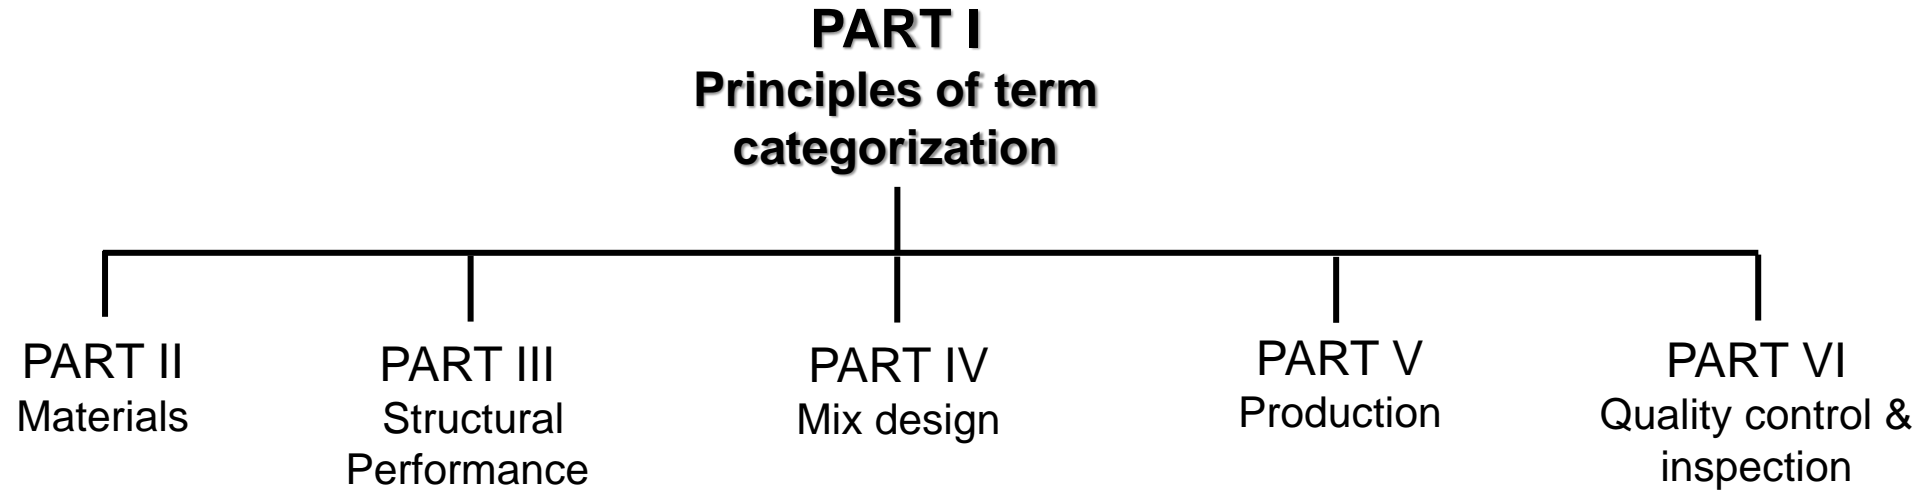 PART I
Principles of term
categorization
PART II
Materials
PART III
Structural
Performance
PART IV
Mix design
PART V
Production
PART VI
Quality control &
inspection